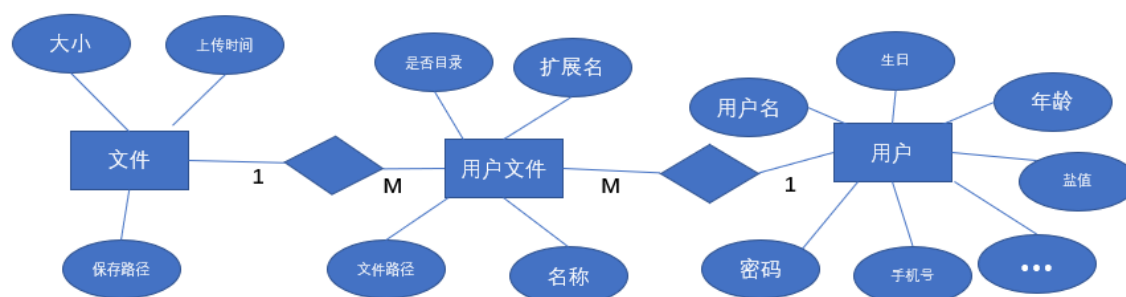 大小
上传时间
是否目录
扩展名
生日
用户名
年龄
文件
用户文件
用户
1
M
M
1
盐值
保存路径
文件路径
名称
密码
手机号
...